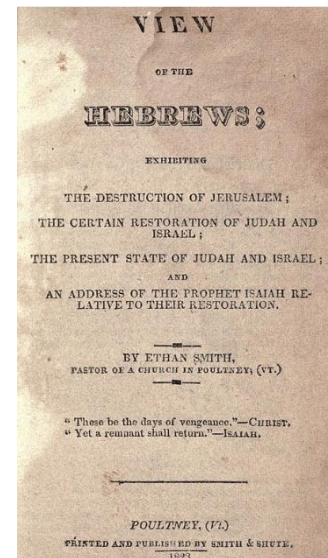 VIEW
OF THE
HEBREWS;
EXHIBITING
THE DESTRUCTION OF JERUSALEM;
THE CERTAIN RESTORATION OF JUDAH AND
ISRAEL;
THE PRESENT STATE OF JUDAH AND ISRAEL;
AND
AN ADDRESS OF THE PROPHET ISAIAH RE-
LATIVE TO THEIR RESTORATION.
BY ETHAN SMITH,
PASTOR OF A CHURCH IN POULTNEY; (VT.)
"These be the days of vengeance."—CHRIST.
"Yet a remnant shall return."—ISAIAH.
POULTNEY, (Vt.)
PRINTED AND PUBLISHED BY SMITH & SHUTE,
1823